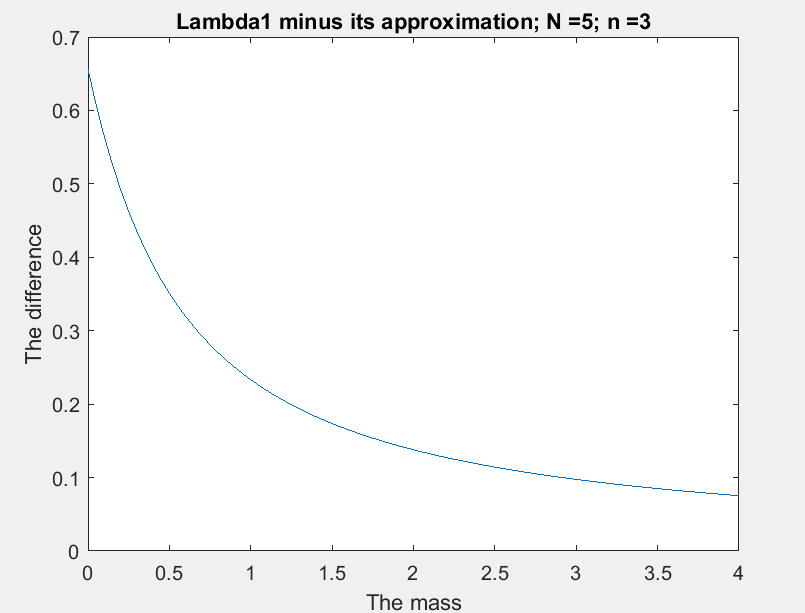 Lambda1 minus its approximation; N =5; n =3
0.7
0.6
0.5
0.4
0.3
0.2
0.1
0
The difference
0 0.5 1 1.5 2 2.5 3 3.5 4
The mass